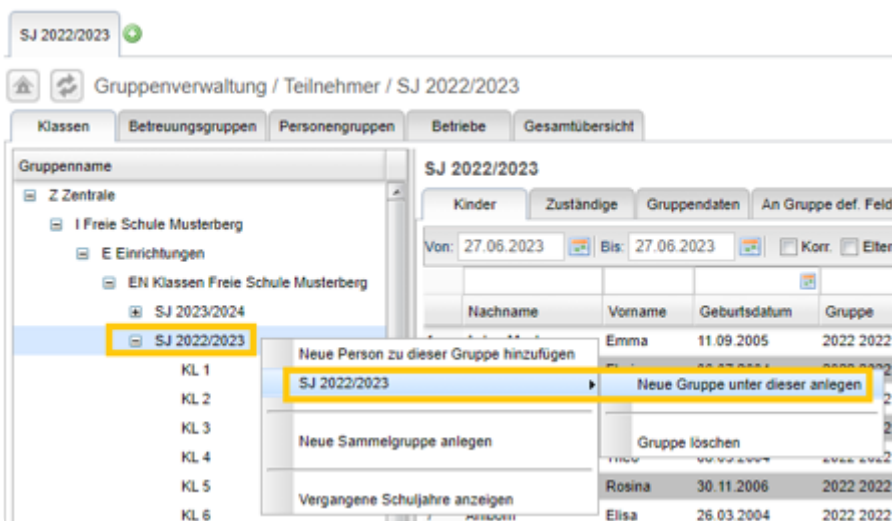 SJ 2022/2023
Gruppenverwaltung / Teilnehmer / SJ 2022/2023
Klassen Betreuungsgruppen Personengruppen Betriebe Gesamtübersicht
Gruppenname
Z Zentrale
I Freie Schule Musterberg
E Einrichtungen
EN Klassen Freie Schule Musterberg
SJ 2023/2024
SJ 2022/2023
KL 1
KL 2
KL 3
KL 4
KL 5
KL 6
Neue Person zu dieser Gruppe hinzufügen
SJ 2022/2023
Neue Sammelgruppe anlegen
Vergangene Schuljahre anzeigen
Neue Gruppe unter dieser anlegen
Gruppe löschen
SJ 2022/2023
Kinder Zuständige Gruppendaten An Gruppe def. Feld
Von: 27.06.2023 Bis: 27.06.2023 Korr. Elter
Nachname Vorname Geburtsdatum Gruppe
Emma 11.09.2005 2022 2022
Rosina 30.11.2006 2022 2022
Elisa 26.03.2004 2022 2022